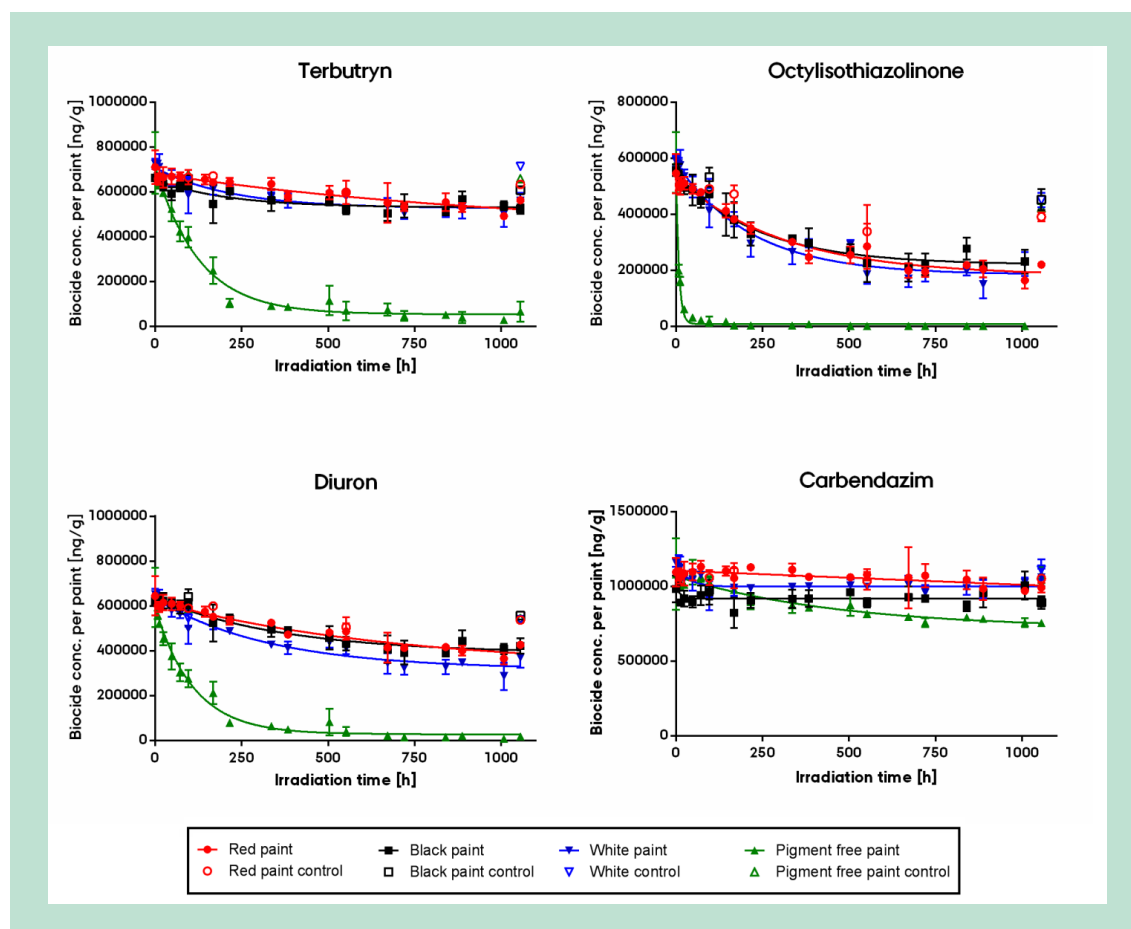 Terbutryn
Biocide conc. per paint [ng/g]
1000000
800000
600000
400000
200000
0
0 250 500 750 1000
Irradiation time [h]
Octylisothiazolinone
Biocide conc. per paint [ng/g]
800000
600000
400000
200000
0
0 250 500 750 1000
Irradiation time [h]
Diuron
Biocide conc. per paint [ng/g]
1000000
800000
600000
400000
200000
0
0 250 500 750 1000
Irradiation time [h]
Carbendazim
Biocide conc. per paint [ng/g]
1500000
1000000
500000
0
0 250 500 750 1000
Irradiation time [h]
Red paint Black paint White paint Pigment free paint
Red paint control Black paint control White control Pigment free paint control